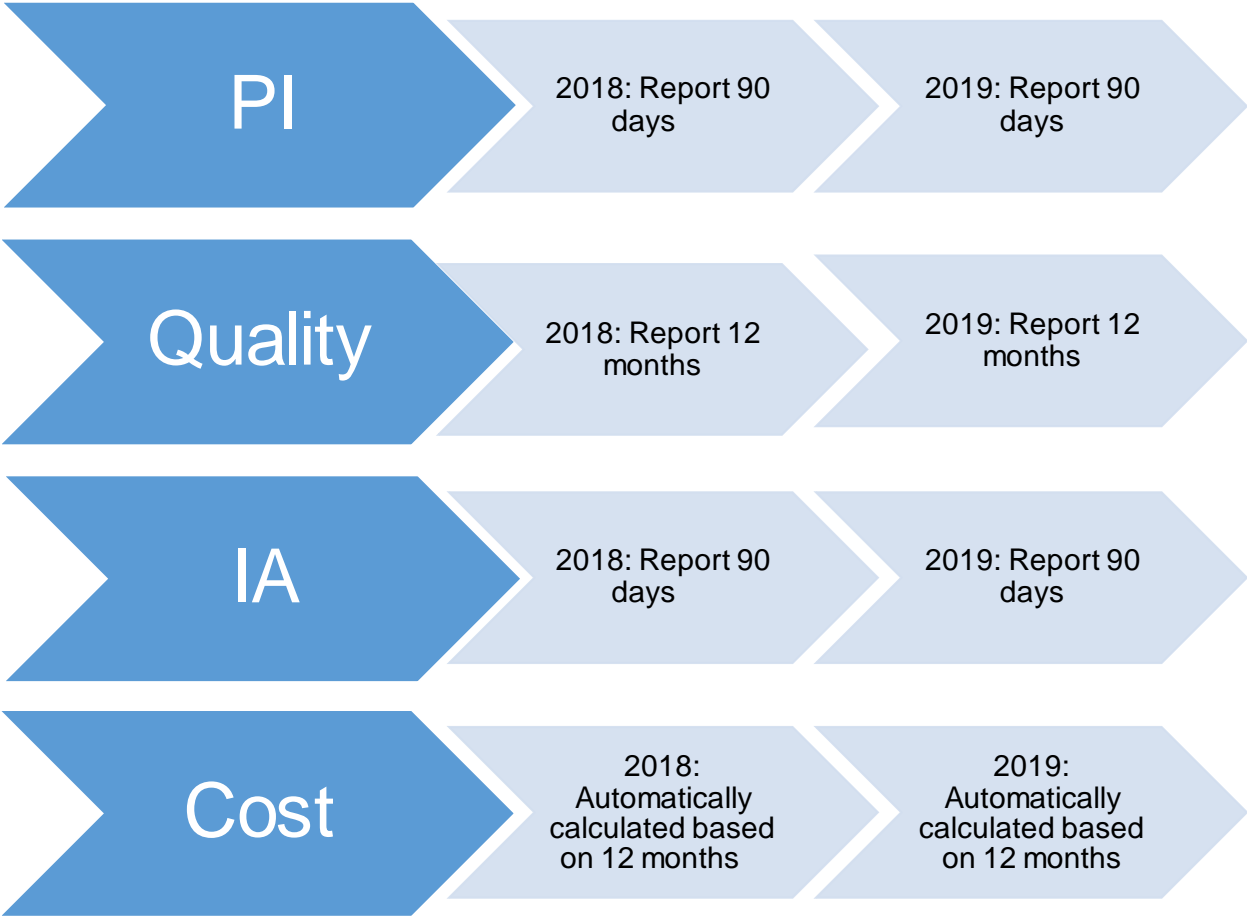 PI
2018: Report 90
days
2019: Report 90
days
Quality
2018: Report 12
months
2019: Report 12
months
IA
2018: Report 90
days
2019: Report 90
days
Cost
2018:
Automatically
calculated based
on 12 months
2019:
Automatically
calculated based
on 12 months